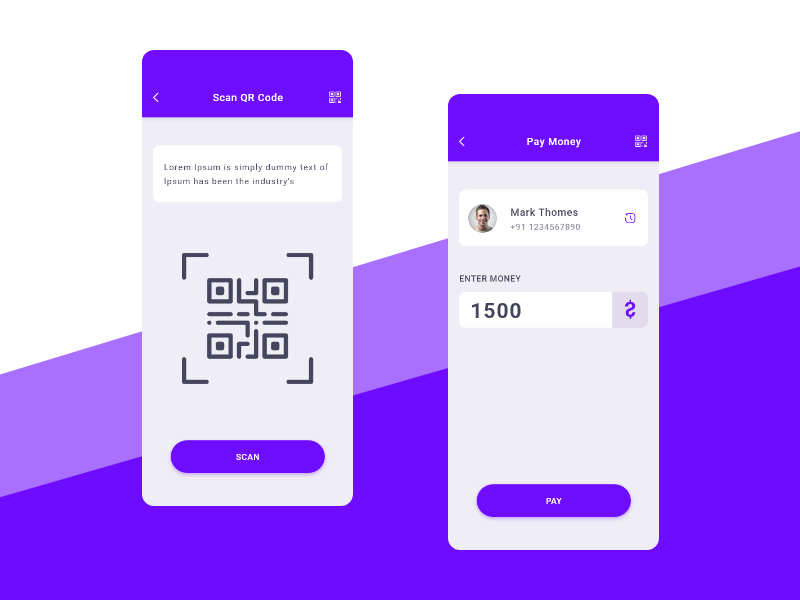 Scan QR Code
Lorem Ipsum is simply dummy text of
Ipsum has been the industry's
SCAN
Pay Money
Mark Thomes
+91 1234567890
ENTER MONEY
1500
$
PAY